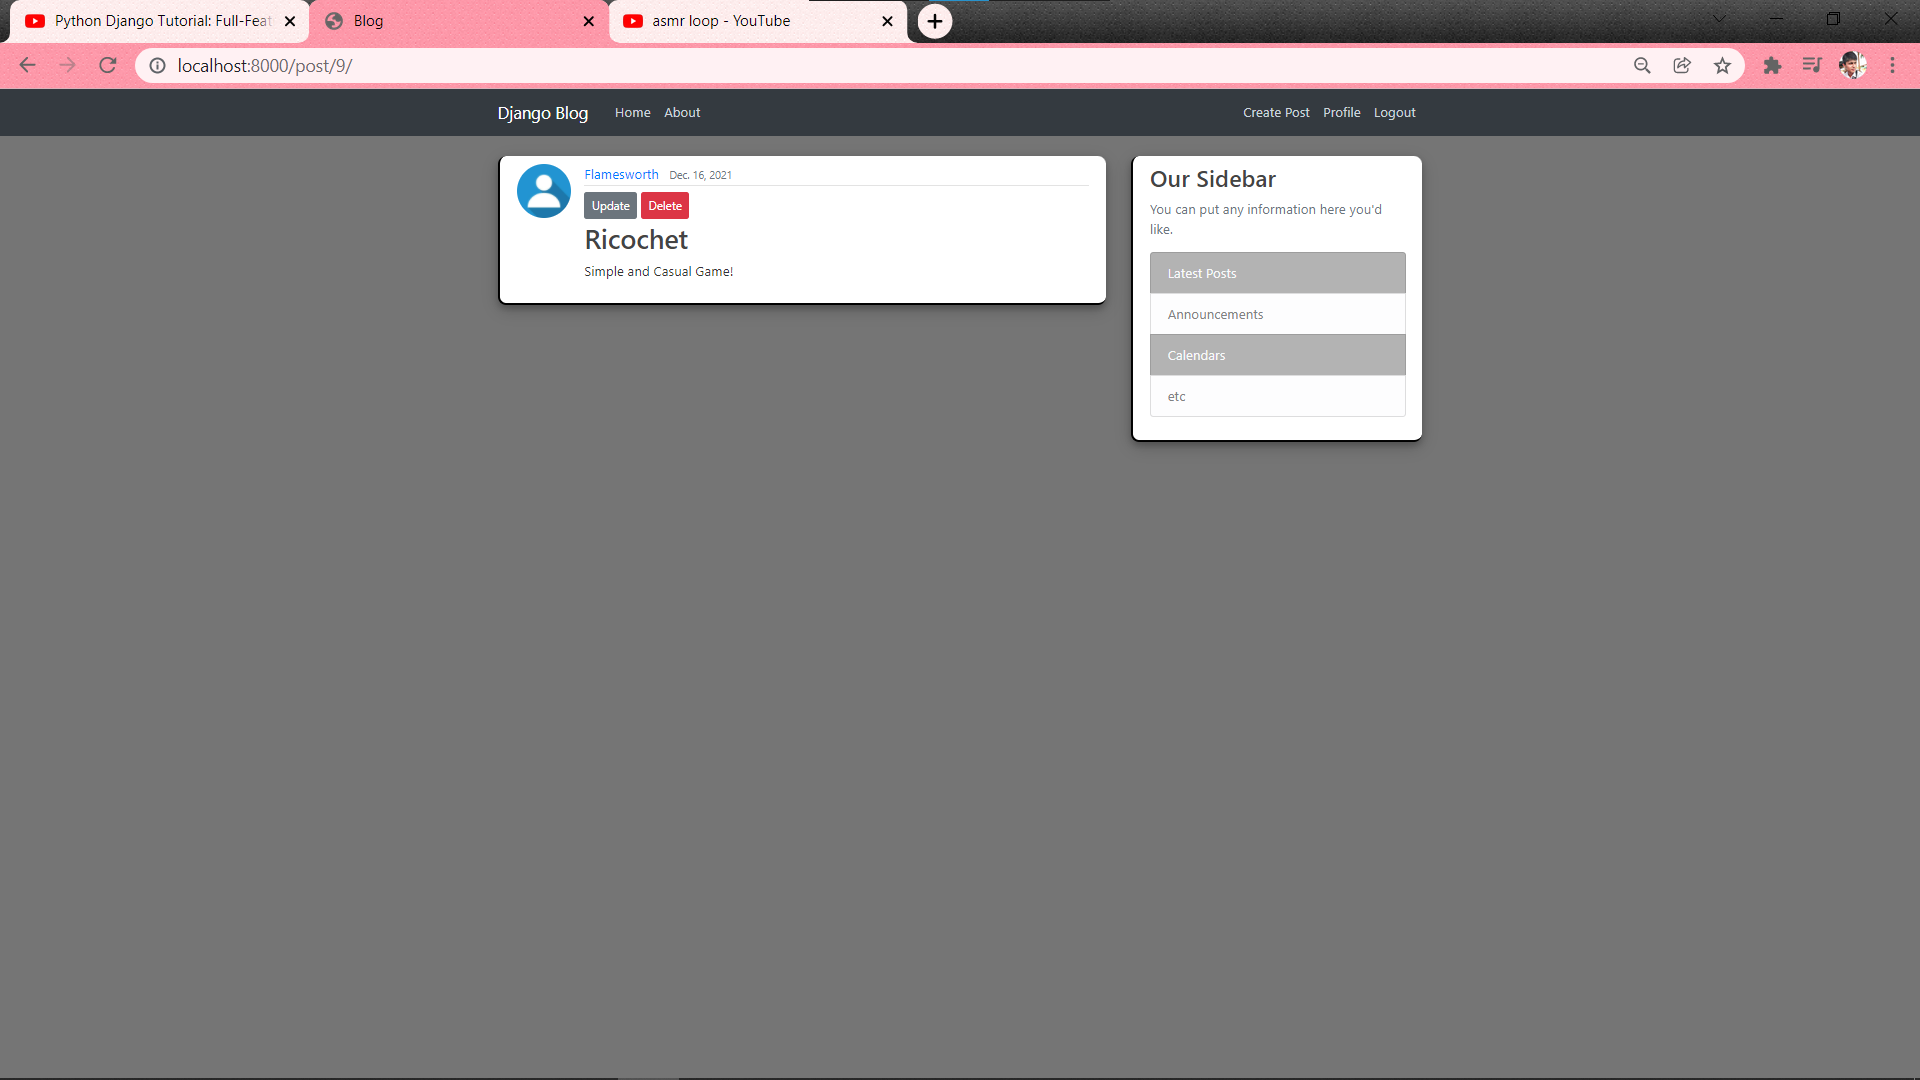 Python Django Tutorial: Full-Feat
Blog
asmr loop - YouTube
localhost:8000/post/9/
Django Blog
Home
About
Create Post
Profile
Logout
Flamesworth
Dec. 16, 2021
Update
Delete
Ricochet
Simple and Casual Game!
Our Sidebar
You can put any information here you'd
like.
Latest Posts
Announcements
Calendars
etc